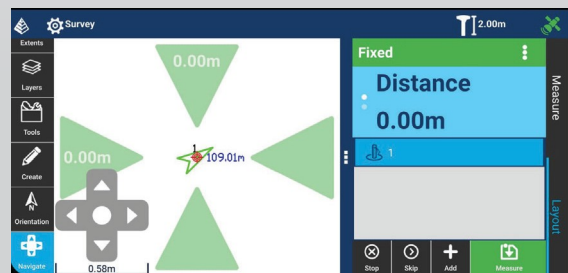 Survey
2.00m
Extents
Layers
Tools
Create
Orientation
Navigate
0.00m
0.00m
1
109.01m
0.58m
Fixed
Distance
0.00m
1
Stop
Skip
Add
Measure
Measure
Layout